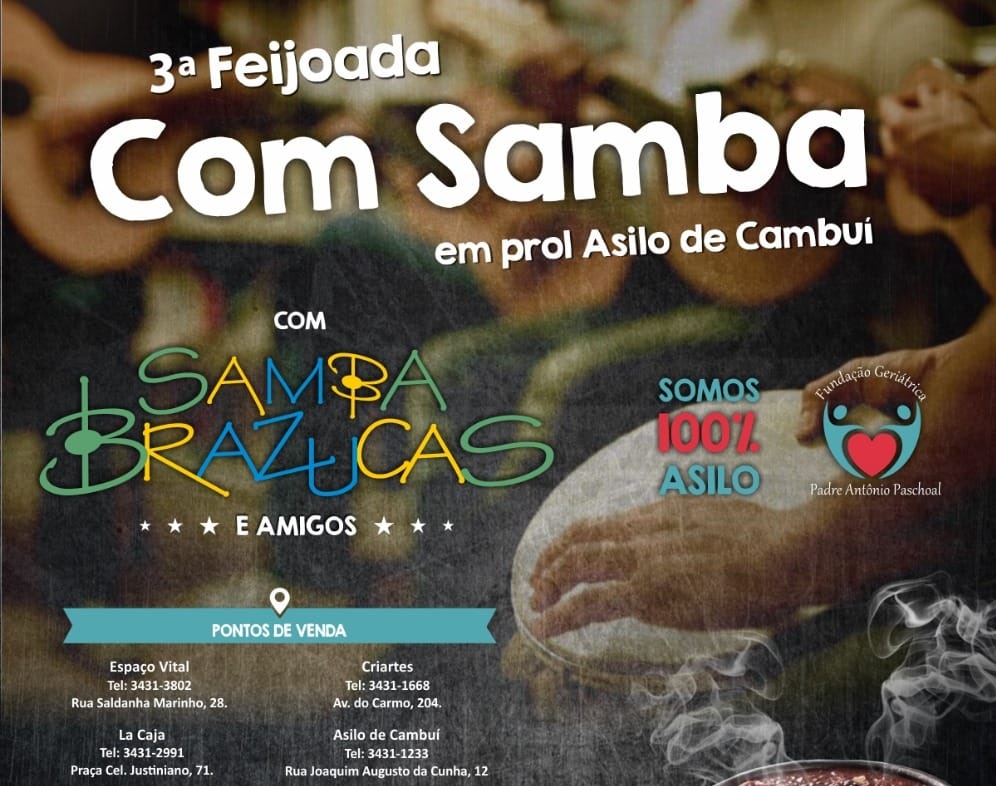 3ª Feijoada
Com Samba
em prol Asilo de Cambuí
COM
SAMBA
BRAZUCAS
E AMIGOS
SOMOS
100%
ASILO
Fundação Geriátrica
Padre Antônio Paschoal
PONTOS DE VENDA
Espaço Vital
Tel: 3431-3802
Rua Saldanha Marinho, 28.
Criartes
Tel: 3431-1668
Av. do Carmo, 204.
La Caja
Tel: 3431-2991
Praça Cel. Justiniano, 71.
Asilo de Cambuí
Tel: 3431-1233
Rua Joaquim Augusto da Cunha, 12